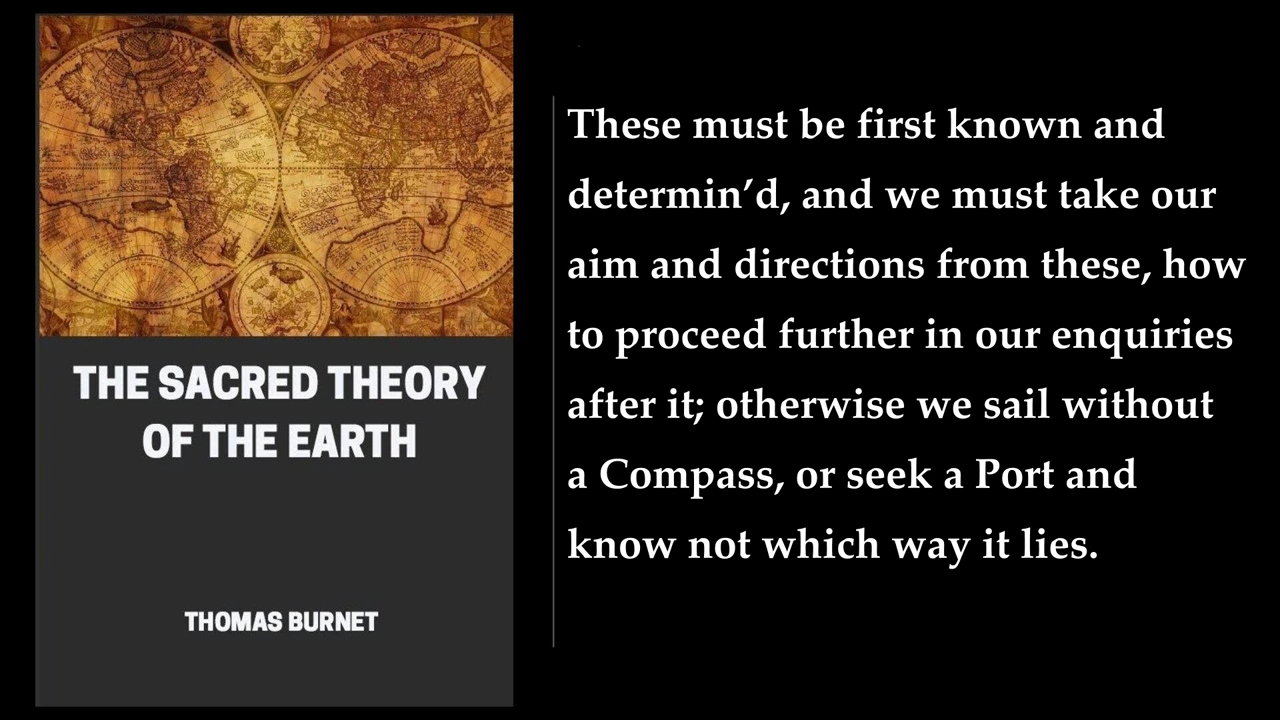 THE SACRED THEORY
OF THE EARTH
THOMAS BURNET
These must be first known and
determin’d, and we must take our
aim and directions from these, how
to proceed further in our enquiries
after it; otherwise we sail without
a Compass, or seek a Port and
know not which way it lies.